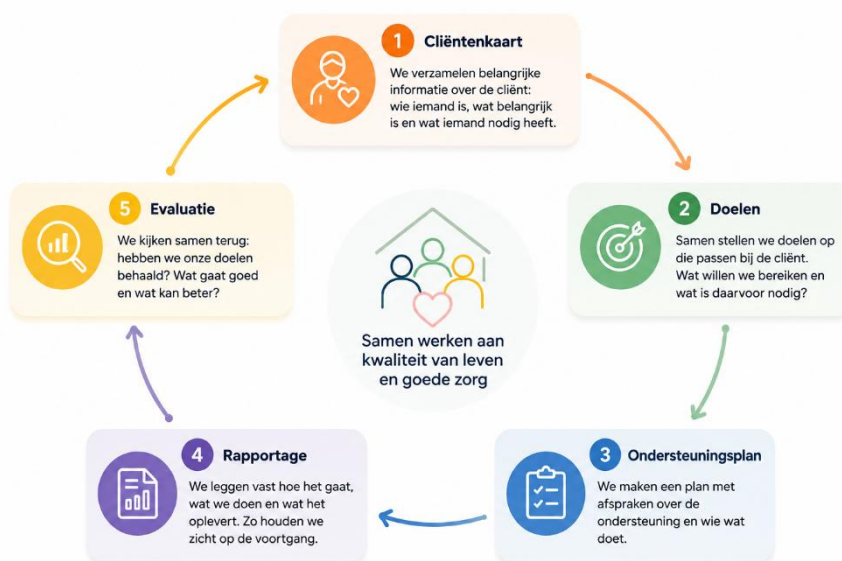 1 Cliëntenkaart
We verzamelen belangrijke
informatie over de cliënt:
wie iemand is, wat belangrijk
is en wat iemand nodig heeft.
2 Doelen
Samen stellen we doelen op
die passen bij de cliënt.
Wat willen we bereiken en
wat is daarvoor nodig?
3 Ondersteuningsplan
We maken een plan met
afspraken over de
ondersteuning en wie wat
doet.
4 Rapportage
We leggen vast hoe het gaat,
wat we doen en wat het
oplevert. Zo houden we
zicht op de voortgang.
5 Evaluatie
We kijken samen terug:
hebben we onze doelen
behaald? Wat gaat goed
en wat kan beter?
Samen werken aan
kwaliteit van leven
en goede zorg